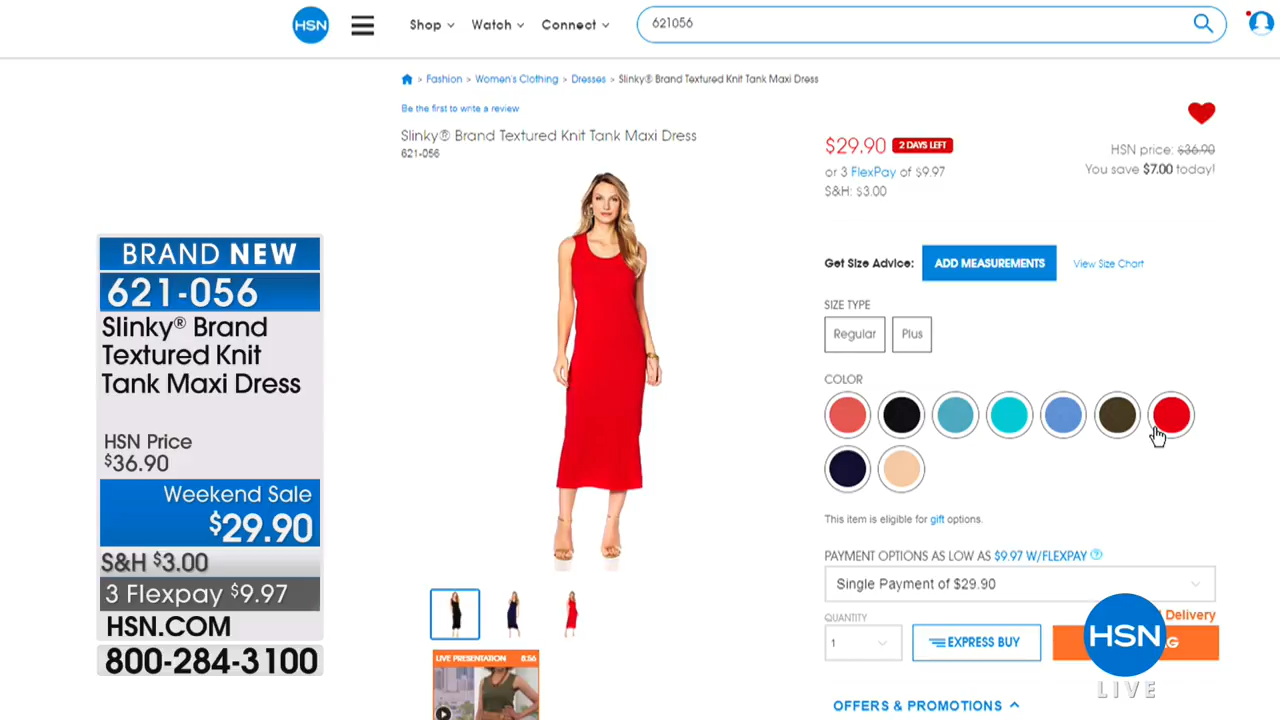 HSN
Shop
Watch
Connect
621056
> Fashion > Women's Clothing > Dresses > Slinky® Brand Textured Knit Tank Maxi Dress
Be the first to write a review
Slinky® Brand Textured Knit Tank Maxi Dress
621-056
$29.90 2 DAYS LEFT
or 3 FlexPay of $9.97
S&H: $3.00
HSN price: $36.90
You save $7.00 today!
Get Size Advice: ADD MEASUREMENTS View Size Chart
SIZE TYPE
Regular Plus
COLOR
This item is eligible for gift options.
PAYMENT OPTIONS AS LOW AS $9.97 W/FLEXPAY ?
Single Payment of $29.90
Delivery
QUANTITY
1
EXPRESS BUY
G
OFFERS & PROMOTIONS
LIVE PRESENTATION 8:56
BRAND NEW
621-056
Slinky® Brand
Textured Knit
Tank Maxi Dress
HSN Price
$36.90
Weekend Sale
$29.90
S&H $3.00
3 Flexpay $9.97
HSN.COM
800-284-3100
HSN
LIVE